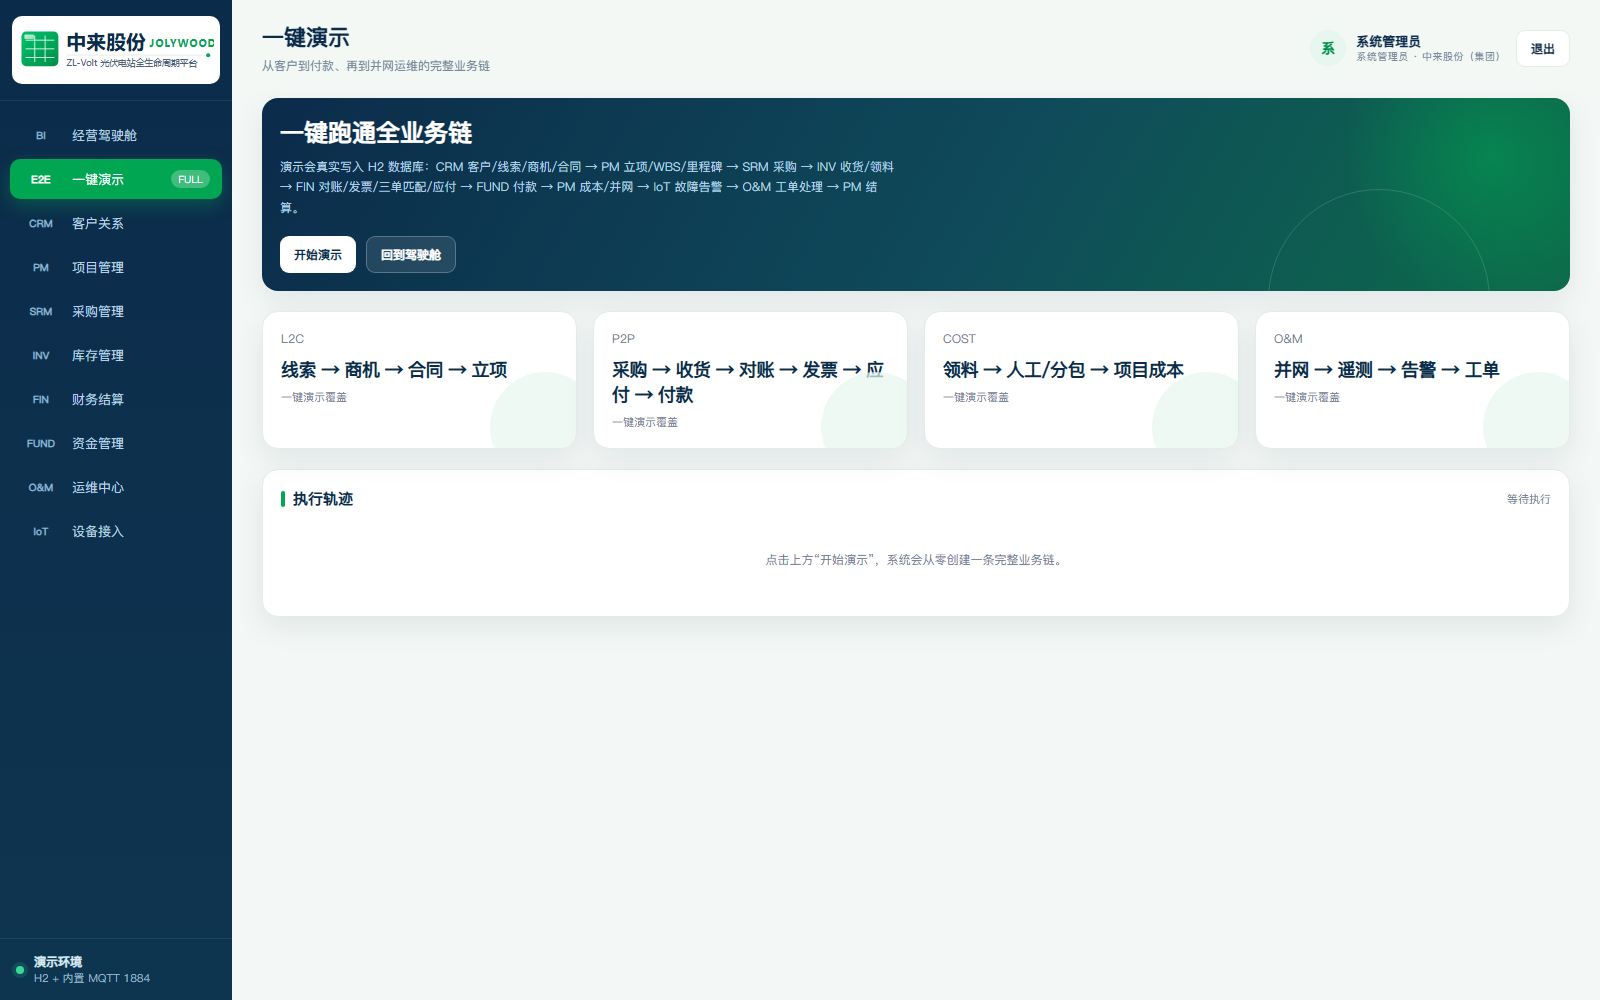 中来股份 JOLYWOOD
ZL-Volt 光伏电站全生命周期平台
BI 经营驾驶舱
E2E 一键演示 FULL
CRM 客户关系
PM 项目管理
SRM 采购管理
INV 库存管理
FIN 财务结算
FUND 资金管理
O&M 运维中心
IoT 设备接入
演示环境
H2 + 内置 MQTT 1884
一键演示
从客户到付款、再到并网运维的完整业务链
系
系统管理员
系统管理员 · 中来股份（集团）
退出
一键跑通全业务链
演示会真实写入 H2 数据库：CRM 客户/线索/商机/合同 → PM 立项/WBS/里程碑 → SRM 采购 → INV 收货/领料
→ FIN 对账/发票/三单匹配/应付 → FUND 付款 → PM 成本/并网 → IoT 故障告警 → O&M 工单处理 → PM 结
算。
开始演示
回到驾驶舱
L2C
线索 → 商机 → 合同 → 立项
一键演示覆盖
P2P
采购 → 收货 → 对账 → 发票 → 应
付 → 付款
一键演示覆盖
COST
领料 → 人工/分包 → 项目成本
一键演示覆盖
O&M
并网 → 遥测 → 告警 → 工单
一键演示覆盖
执行轨迹
等待执行
点击上方“开始演示”，系统会从零创建一条完整业务链。